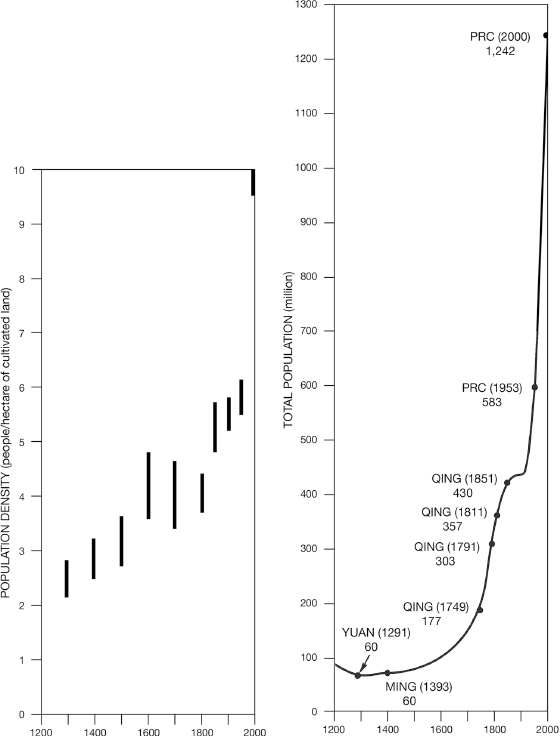 POPULATION DENSITY (people/hectare of cultivated land)
10
9
8
7
6
5
4
3
2
1
0
1200 1400 1600 1800 2000
TOTAL POPULATION (million)
1300
1200
1100
1000
900
800
700
600
500
400
300
200
100
0
1200 1400 1600 1800 2000
PRC (2000)
1,242
PRC (1953)
583
QING (1851)
430
QING (1811)
357
QING (1791)
303
QING (1749)
177
YUAN (1291)
60
MING (1393)
60